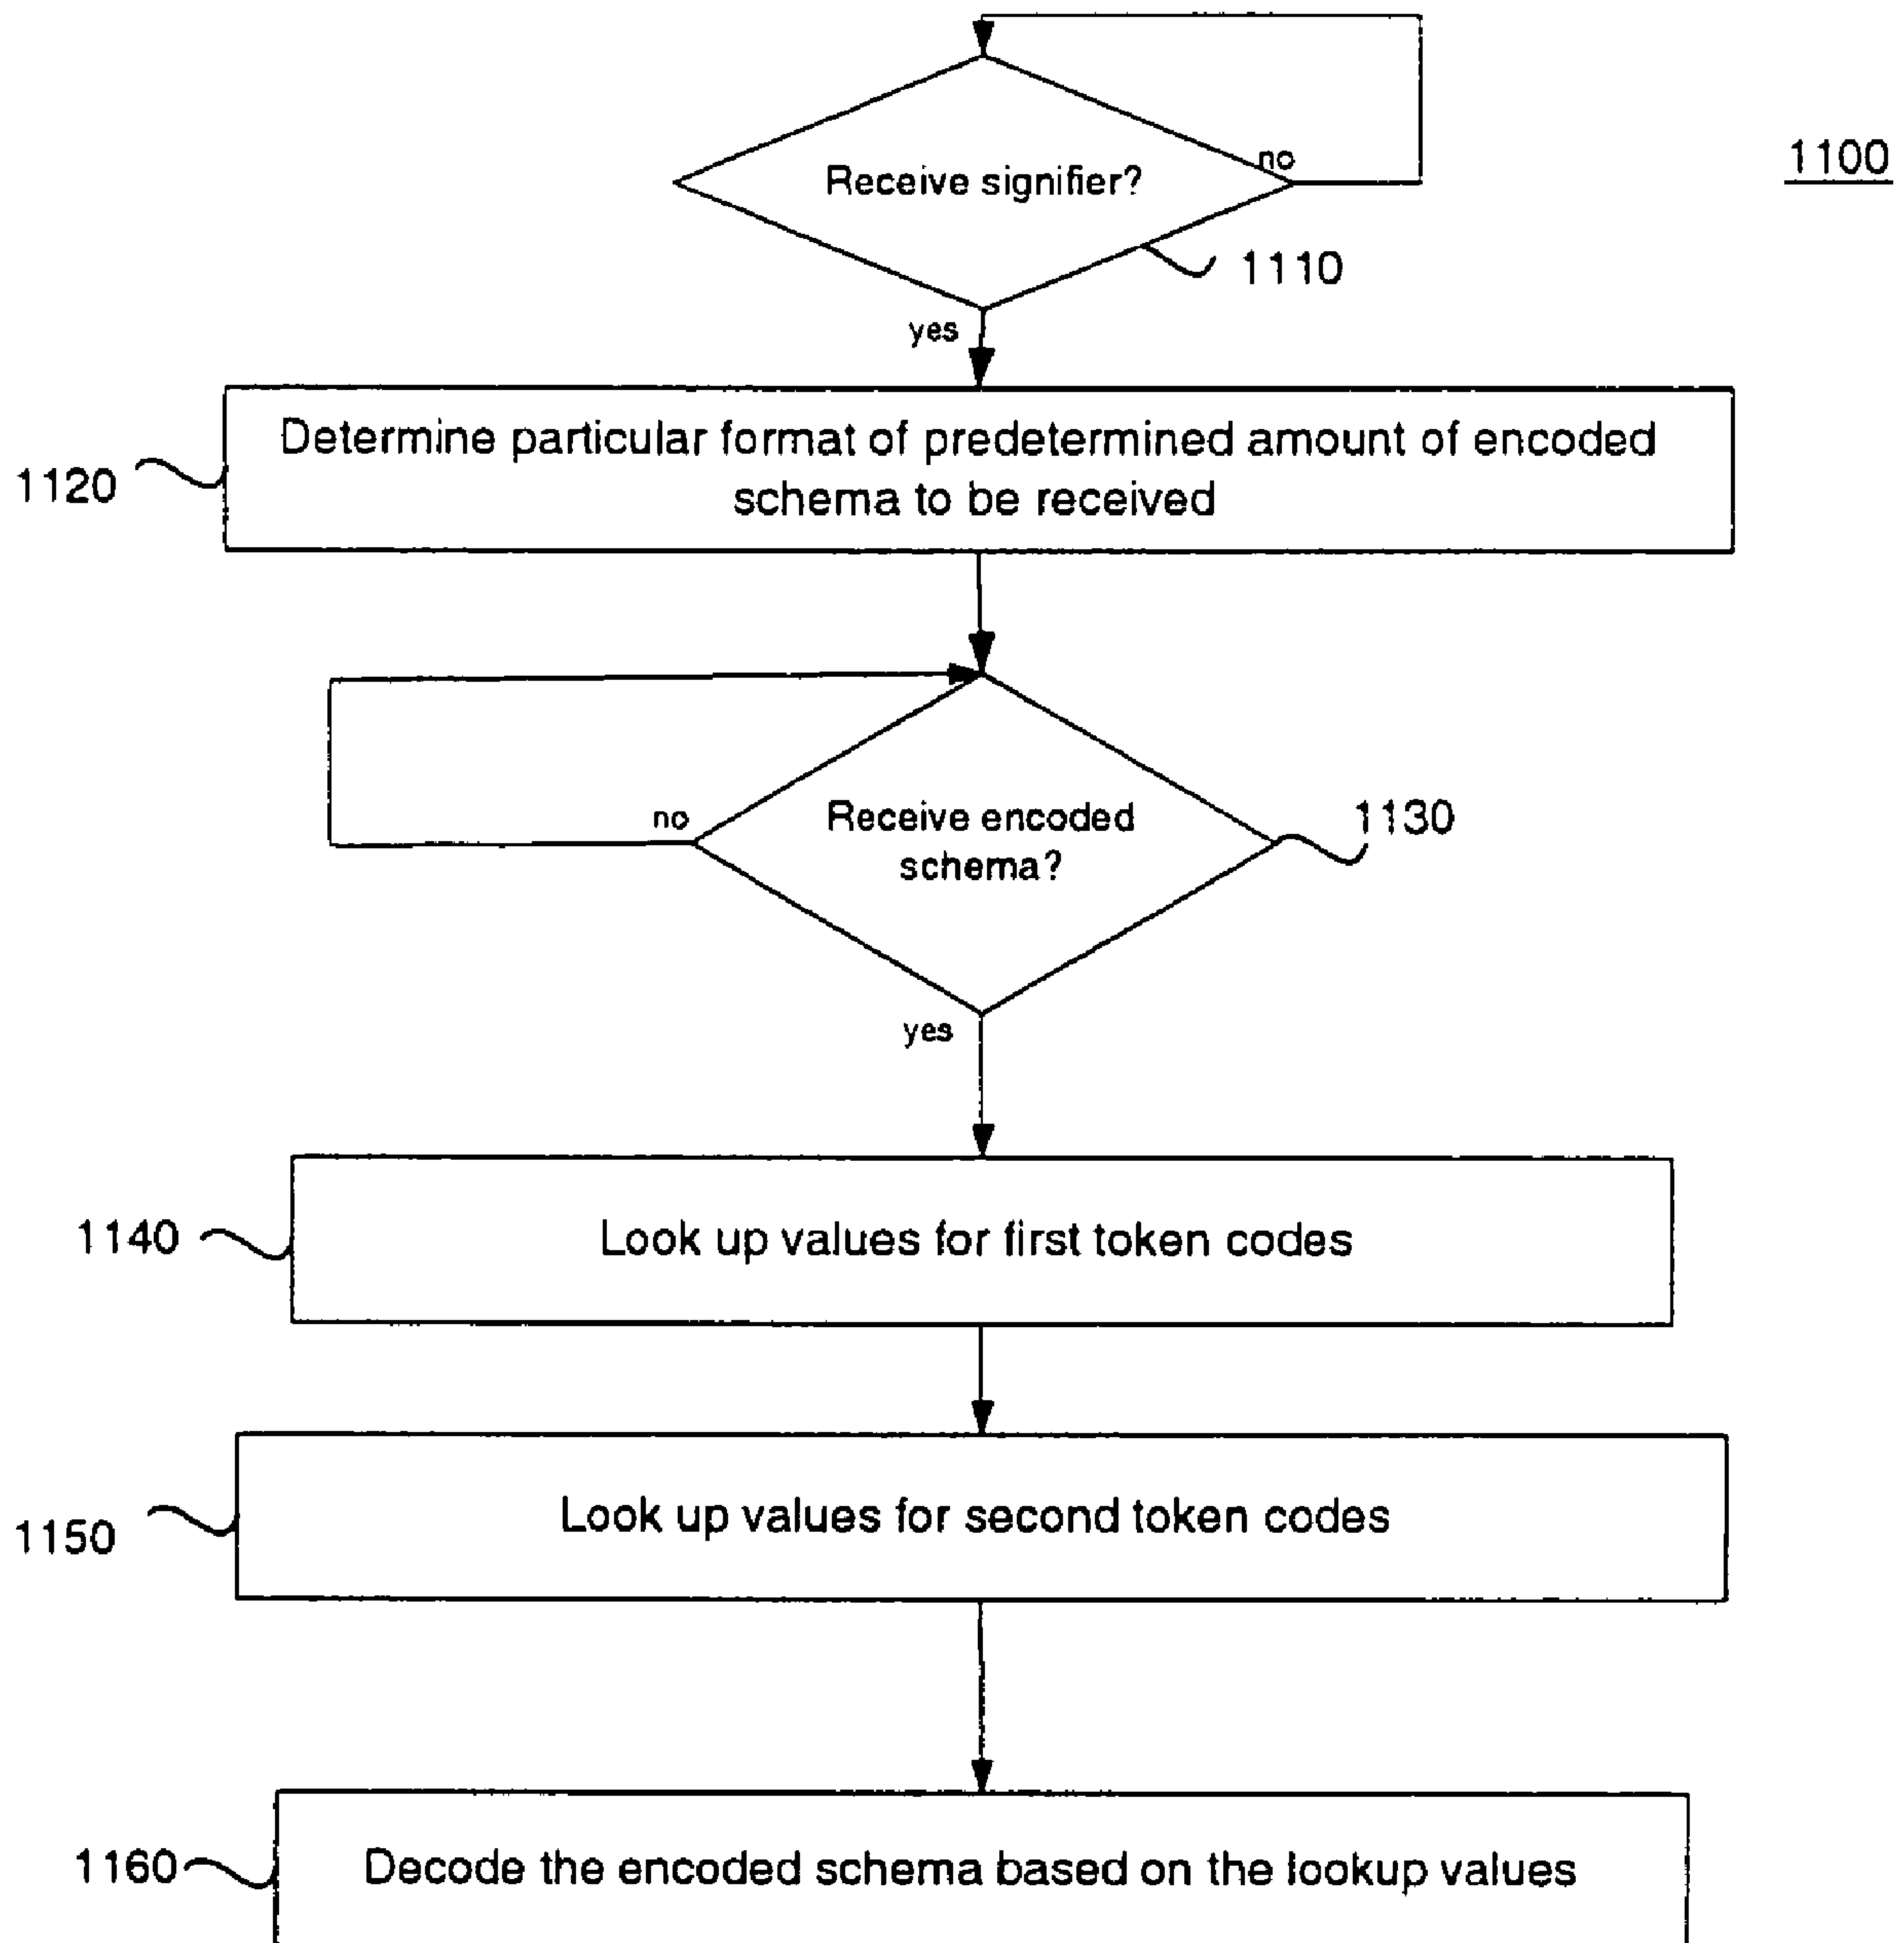 Receive signifier?
no
1100
1110
yes
Determine particular format of predetermined amount of encoded
schema to be received
1120
no
Receive encoded
schema?
1130
yes
1140
Look up values for first token codes
1150
Look up values for second token codes
1160
Decode the encoded schema based on the lookup values